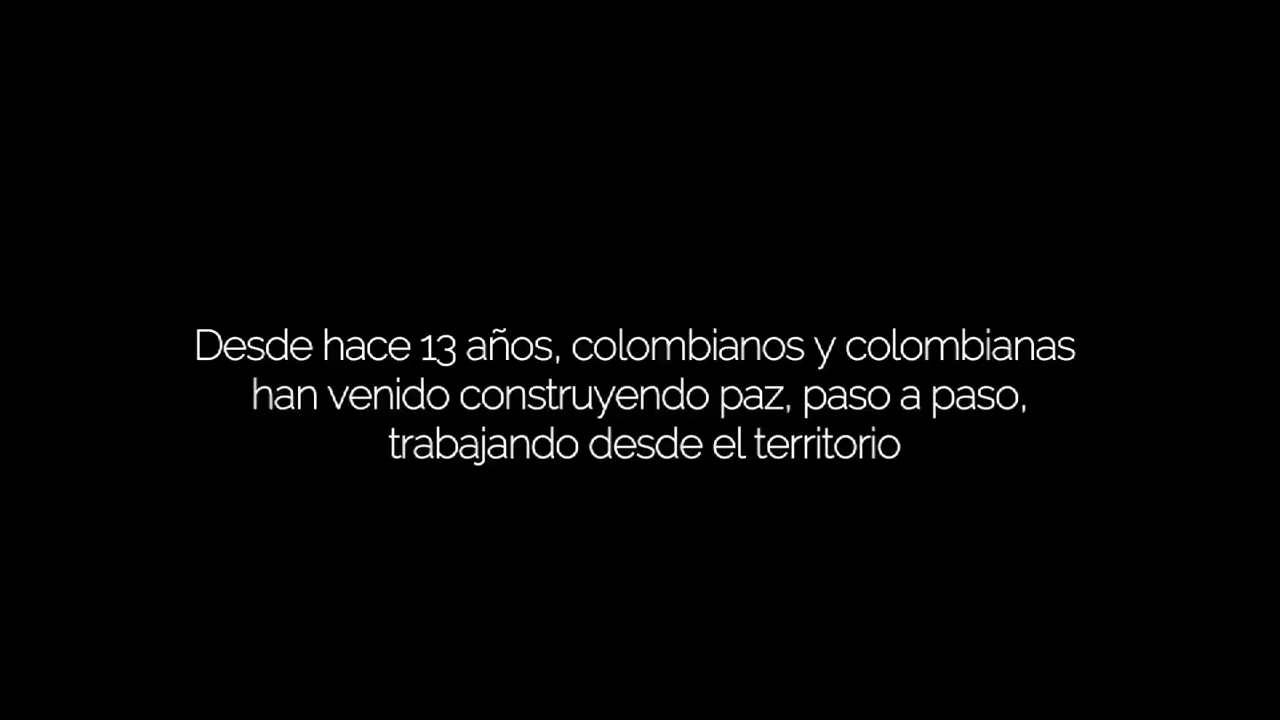 Desde hace 13 años, colombianos y colombianas
han venido construyendo paz, paso a paso,
trabajando desde el territorio